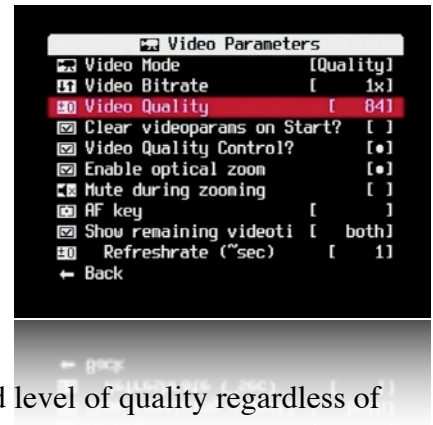 Video Parameters
Video Mode [Quality]
Video Bitrate [ 1x]
Video Quality [ 84]
Clear videoparams on Start? [ ]
Video Quality Control? [•]
Enable optical zoom [•]
Mute during zooming [ ]
AF key [ ]
Show remaining videoti [ both]
Refreshrate (~sec) [ 1]
← Back
level of quality regardless of